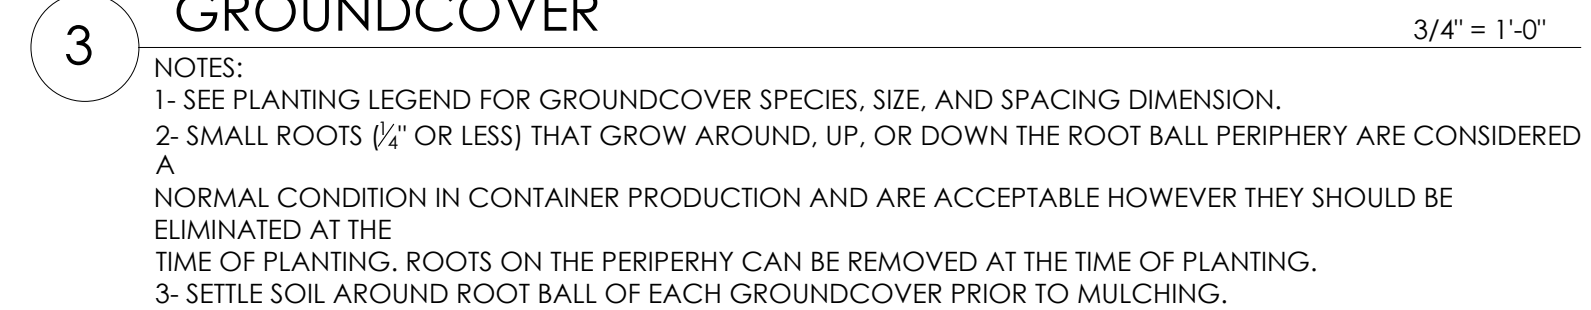 GROUNDCOVER
3
3/4" = 1'-0"
NOTES:
1- SEE PLANTING LEGEND FOR GROUNDCOVER SPECIES, SIZE, AND SPACING DIMENSION.
2- SMALL ROOTS (¼" OR LESS) THAT GROW AROUND, UP, OR DOWN THE ROOT BALL PERIPHERY ARE CONSIDERED
A
NORMAL CONDITION IN CONTAINER PRODUCTION AND ARE ACCEPTABLE HOWEVER THEY SHOULD BE
ELIMINATED AT THE
TIME OF PLANTING. ROOTS ON THE PERIPERHY CAN BE REMOVED AT THE TIME OF PLANTING.
3- SETTLE SOIL AROUND ROOT BALL OF EACH GROUNDCOVER PRIOR TO MULCHING.